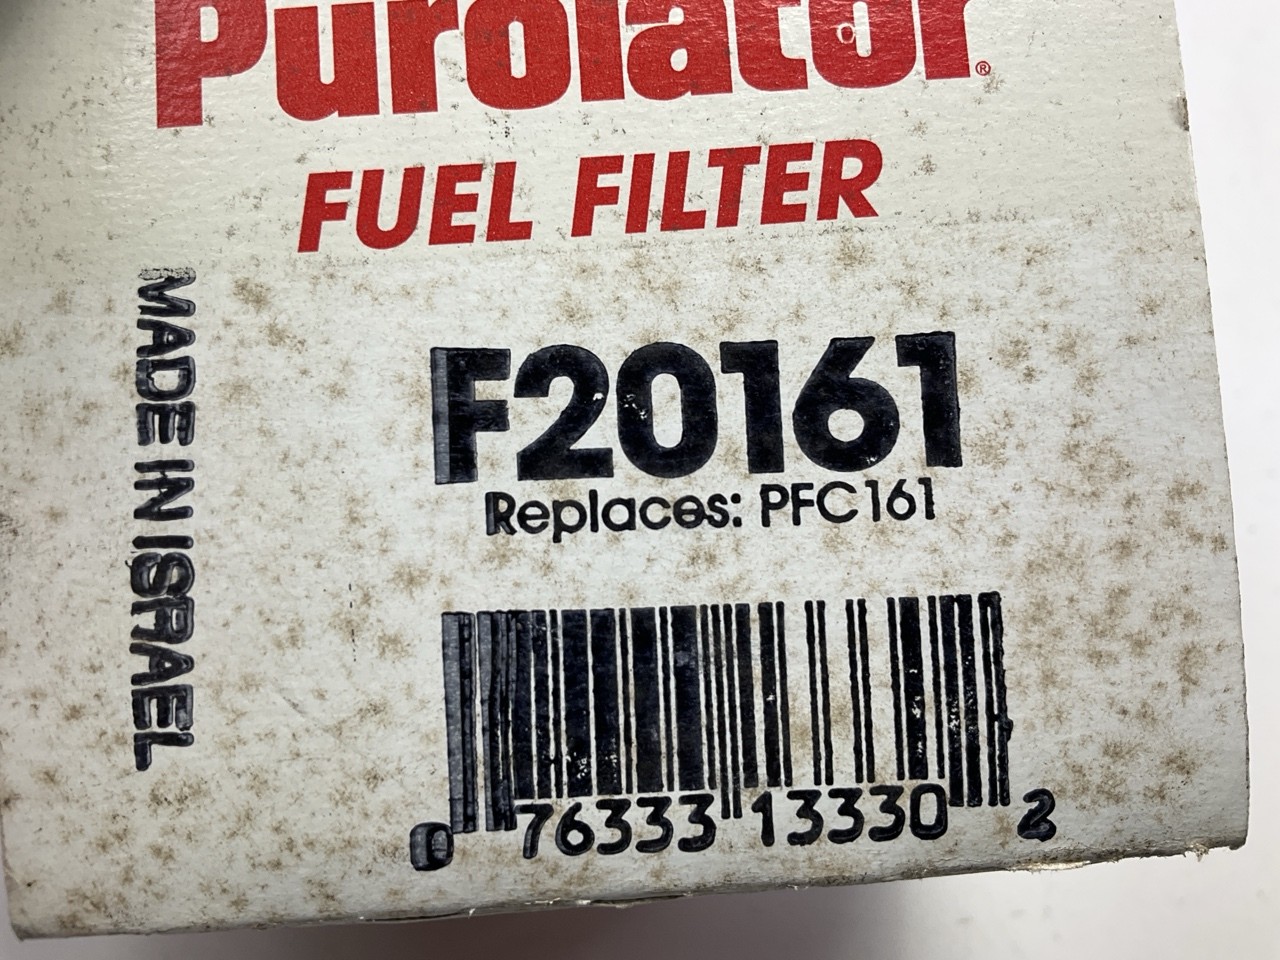 Purolator®
FUEL FILTER
MADE IN ISRAEL
F20161
Replaces: PFC161
0 76333 13330 2